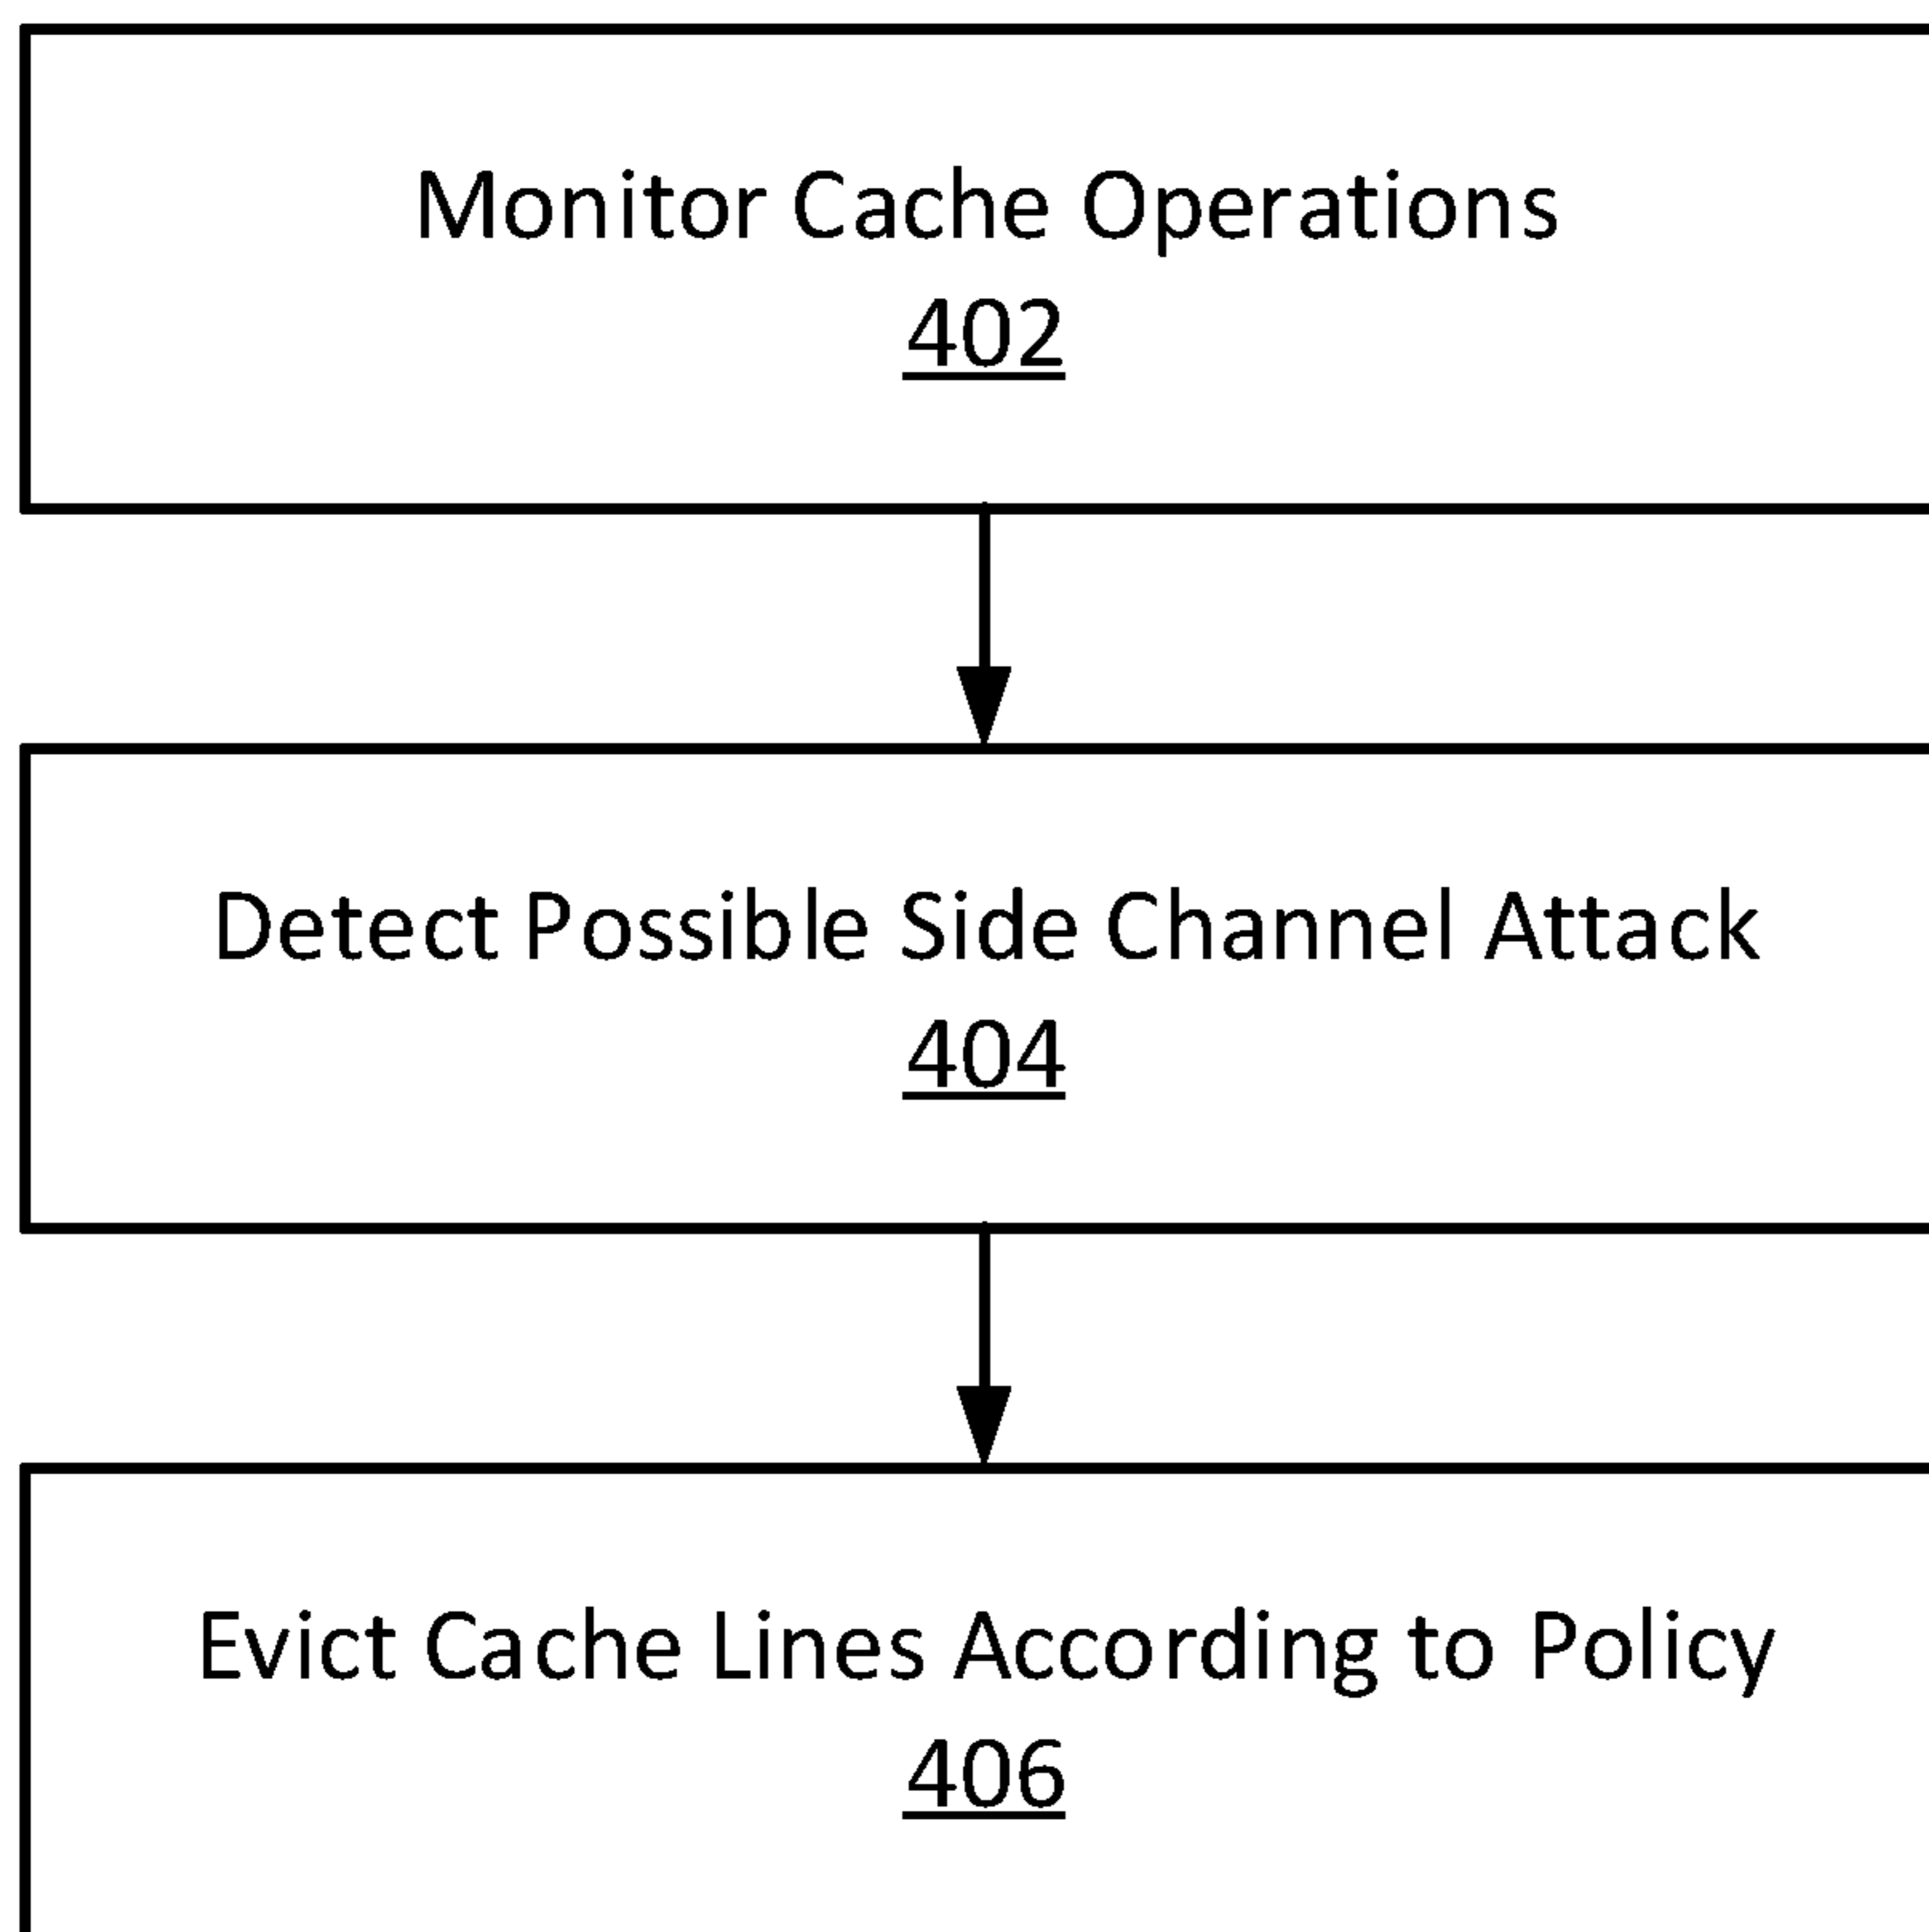 Monitor Cache Operations
402
Detect Possible Side Channel Attack
404
Evict Cache Lines According to Policy
406